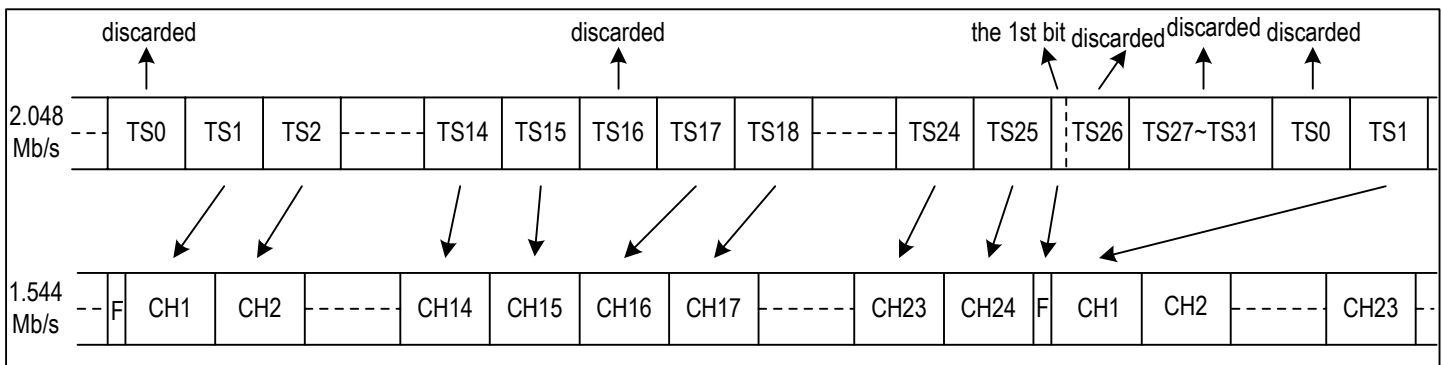 discarded discarded the 1st bit discarded discarded discarded
2.048 Mb/s TS0 TS1 TS2 TS14 TS15 TS16 TS17 TS18 TS24 TS25 TS26 TS27~TS31 TS0 TS1
1.544 Mb/s F CH1 CH2 CH14 CH15 CH16 CH17 CH23 CH24 F CH1 CH2 CH23